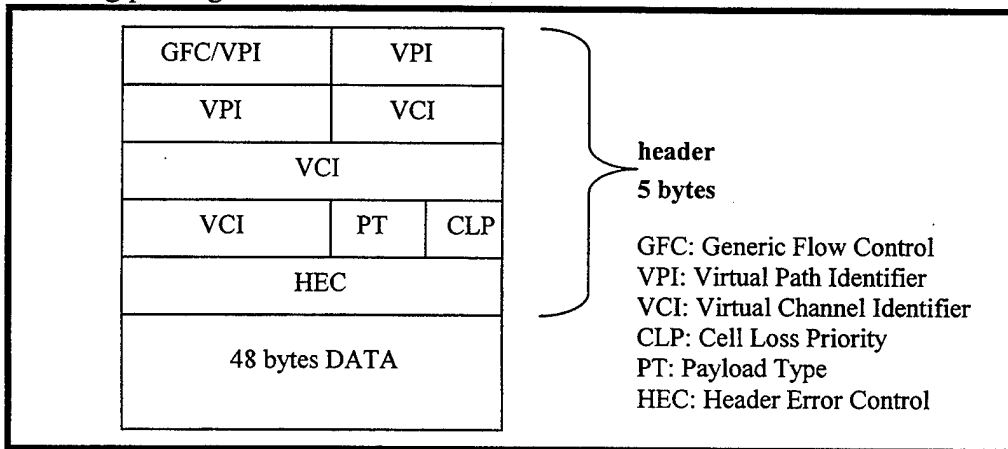 GFC/VPI VPI
VPI VCI
VCI
VCI PT CLP
HEC
48 bytes DATA
header
5 bytes
GFC: Generic Flow Control
VPI: Virtual Path Identifier
VCI: Virtual Channel Identifier
CLP: Cell Loss Priority
PT: Payload Type
HEC: Header Error Control